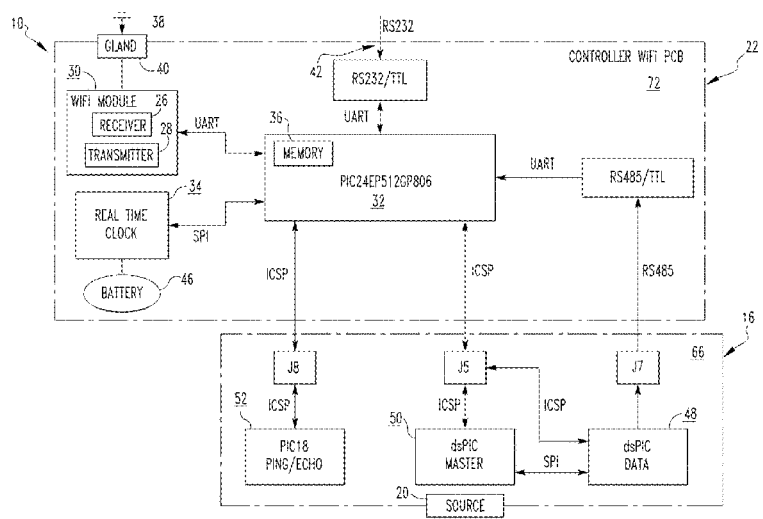 10
38
GLAND
40
RS232
42
RS232/TTL
CONTROLLER WiFi PCB
72
22
30
WIFI MODULE
26
RECEIVER
28
TRANSMITTER
UART
UART
36
MEMORY
PIC24EP512GP806
32
UART
RS485/TTL
34
REAL TIME
CLOCK
SPI
46
BATTERY
ICSP
ICSP
RS485
16
66
J8
J5
J7
ICSP
ICSP
ICSP
52
PIC18
PING/ECHO
50
dsPIC
MASTER
SPI
48
dsPIC
DATA
20
SOURCE